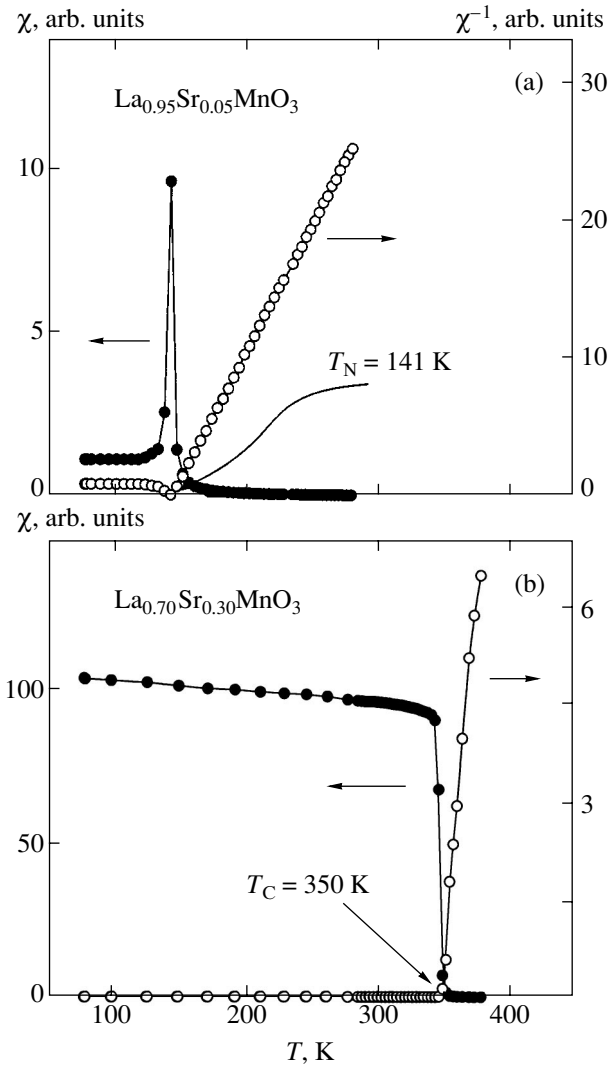 χ, arb. units χ⁻¹, arb. units
(a)
La₀.₉₅Sr₀.₀₅MnO₃
30
10
20
5
T_N = 141 K
10
0 0
χ, arb. units
(b)
La₀.₇₀Sr₀.₃₀MnO₃
6
100
3
50
T_C = 350 K
0
100 200 300 400
T, K